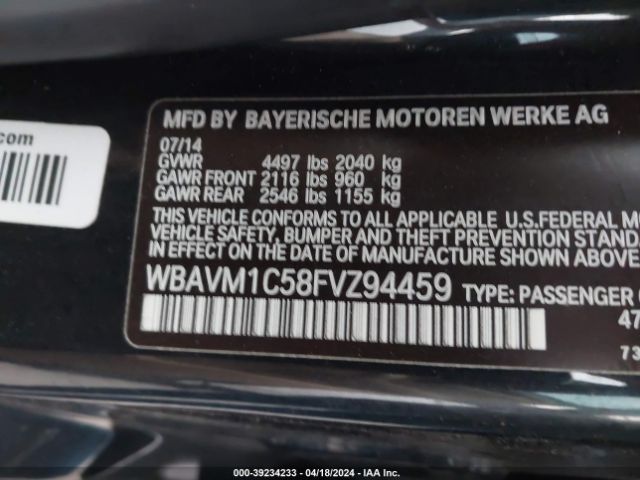 MFD BY BAYERISCHE MOTOREN WERKE AG
.com
07/14
GVWR 4497 lbs 2040 kg
GAWR FRONT 2116 lbs 960 kg
GAWR REAR 2546 lbs 1155 kg
THIS VEHICLE CONFORMS TO ALL APPLICABLE U.S.FEDERAL M
VEHICLE SAFETY, BUMPER, AND THEFT PREVENTION STAND
IN EFFECT ON THE DATE OF MANUFACTURE SHOWN ABOVE.
WBAVM1C58FVZ94459 TYPE: PASSENGER
47
73
000-39234233 - 04/18/2024 - IAA Inc.